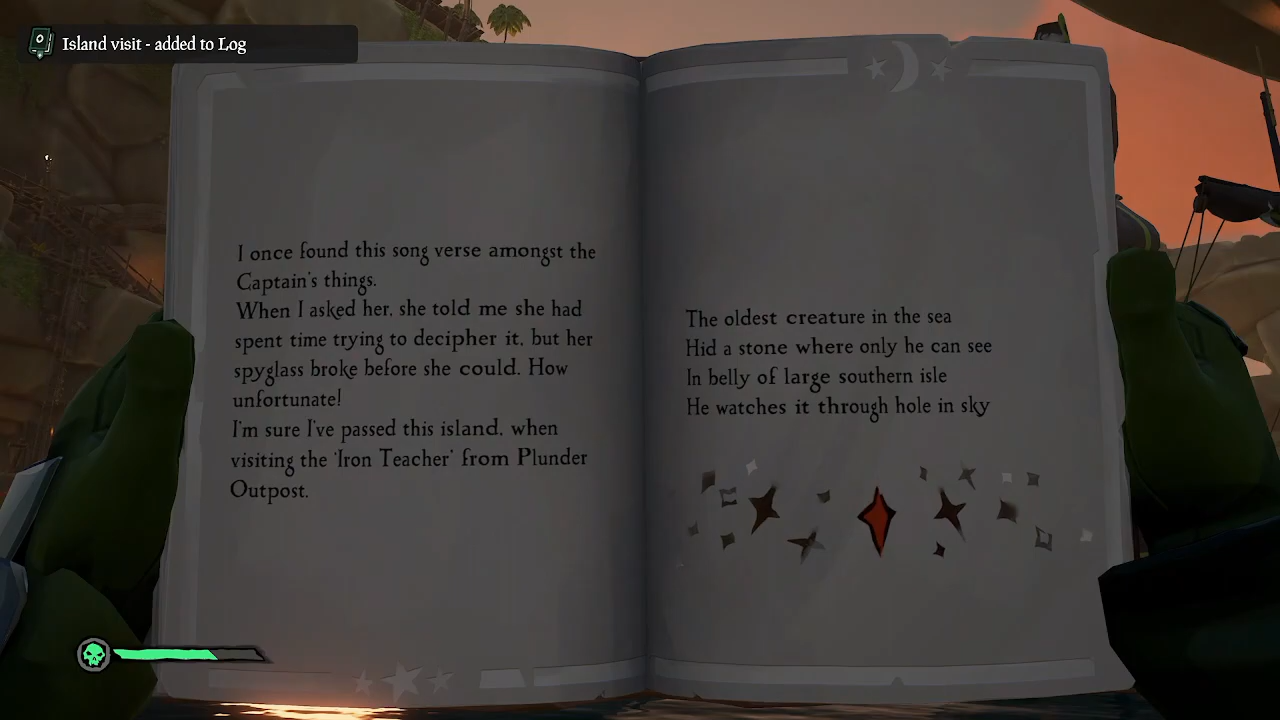 Island visit - added to Log
I once found this song verse amongst the
Captain's things.
When I asked her, she told me she had
spent time trying to decipher it, but her
spyglass broke before she could. How
unfortunate!
I'm sure I've passed this island, when
visiting the 'Iron Teacher' from Plunder
Outpost.
The oldest creature in the sea
Hid a stone where only he can see
In belly of large southern isle
He watches it through hole in sky